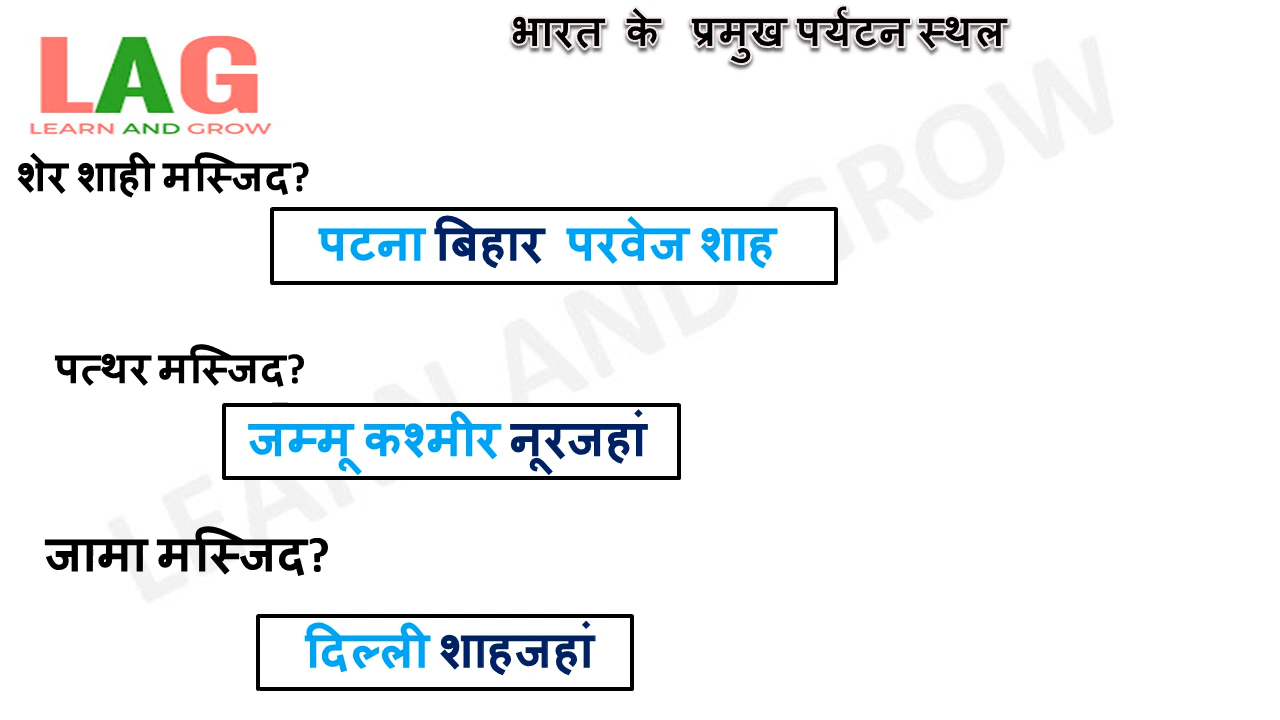 भारत के प्रमुख पर्यटन स्थल
LAG
LEARN AND GROW
शेर शाही मस्जिद?
पटना बिहार परवेज शाह
पत्थर मस्जिद?
जम्मू कश्मीर नूरजहां
जामा मस्जिद?
दिल्ली शाहजहां
LEARN AND GROW